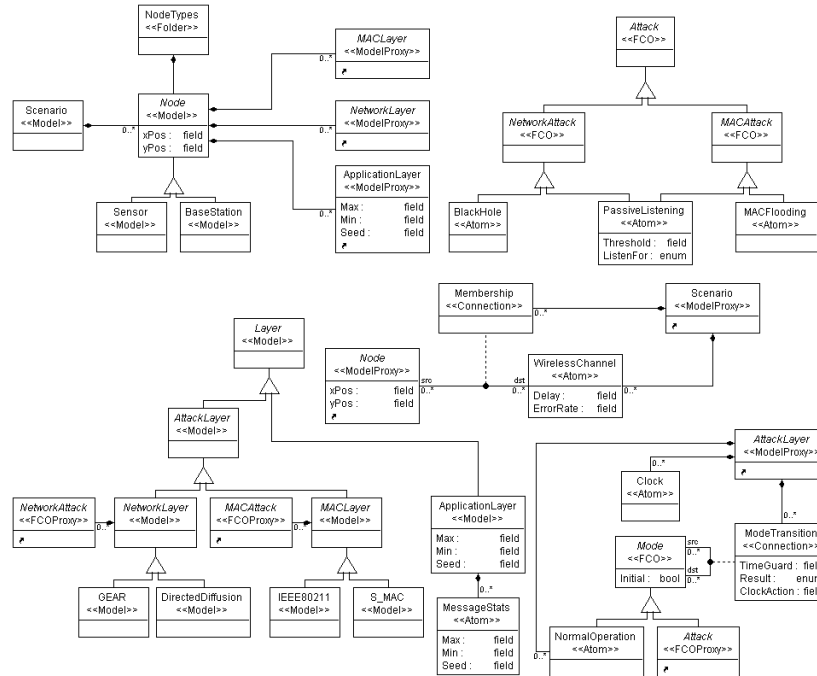 NodeTypes
<<Folder>>
MACLayer
<<ModelProxy>>
0..*
Scenario
<<Model>>
0..*
Node
<<Model>>
xPos : field
yPos : field
NetworkLayer
<<ModelProxy>>
0..*
ApplicationLayer
<<ModelProxy>>
Max : field
Min : field
Seed : field
0..*
Sensor
<<Model>>
BaseStation
<<Model>>
Attack
<<FCO>>
NetworkAttack
<<FCO>>
MACAttack
<<FCO>>
BlackHole
<<Atom>>
PassiveListening
<<Atom>>
Threshold : field
ListenFor : enum
MACFlooding
<<Atom>>
Membership
<<Connection>>
0..*
Scenario
<<ModelProxy>>
Node
<<ModelProxy>>
xPos : field
yPos : field
src
0..*
dst
0..*
WirelessChannel
<<Atom>>
Delay : field
ErrorRate : field
0..*
Layer
<<Model>>
AttackLayer
<<Model>>
NetworkAttack
<<FCOProxy>>
0..*
NetworkLayer
<<Model>>
MACAttack
<<FCOProxy>>
0..*
MACLayer
<<Model>>
GEAR
<<Model>>
DirectedDiffusion
<<Model>>
IEEE80211
<<Model>>
S_MAC
<<Model>>
ApplicationLayer
<<Model>>
Max : field
Min : field
Seed : field
0..*
MessageStats
<<Atom>>
Max : field
Min : field
Seed : field
AttackLayer
<<ModelProxy>>
0..*
Clock
<<Atom>>
0..*
ModeTransition
<<Connection>>
TimeGuard : fiel
Result : enum
ClockAction : field
Mode
<<FCO>>
Initial : bool
src
0..*
dst
0..*
NormalOperation
<<Atom>>
0..*
Attack
<<FCOProxy>>